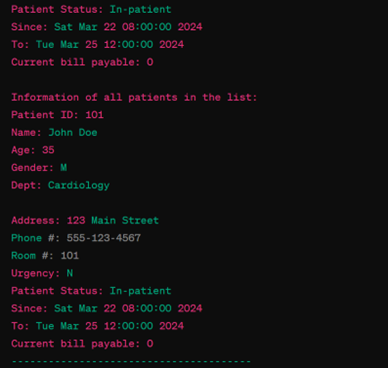 Patient Status: In-patient
Since: Sat Mar 22 08:00:00 2024
To: Tue Mar 25 12:00:00 2024
Current bill payable: 0

Information of all patients in the list:
Patient ID: 101
Name: John Doe
Age: 35
Gender: M
Dept: Cardiology

Address: 123 Main Street
Phone #: 555-123-4567
Room #: 101
Urgency: N
Patient Status: In-patient
Since: Sat Mar 22 08:00:00 2024
To: Tue Mar 25 12:00:00 2024
Current bill payable: 0
---------------------------------------